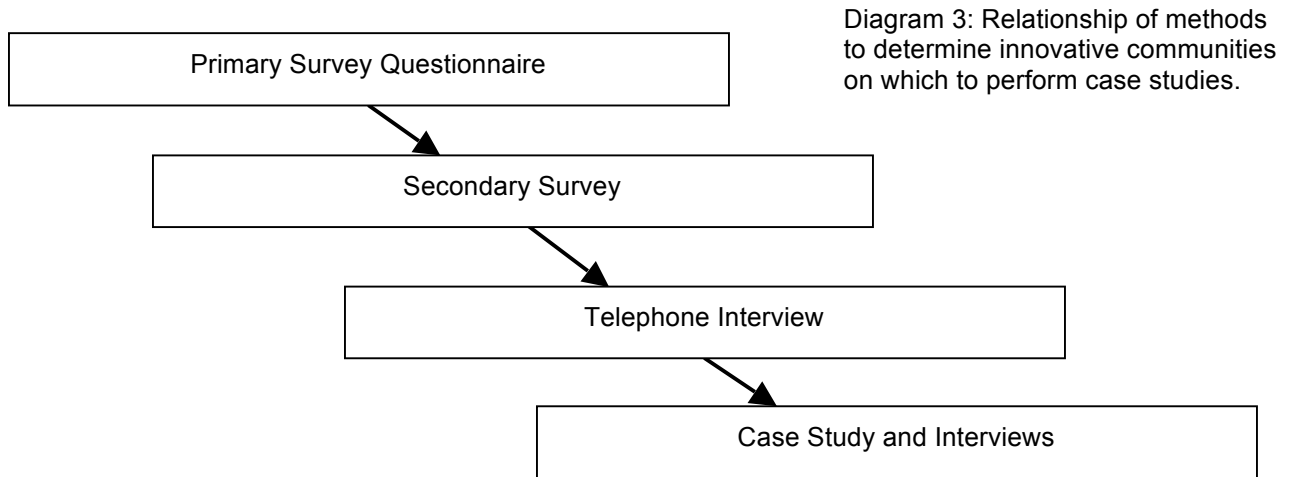 Diagram 3: Relationship of methods
to determine innovative communities
on which to perform case studies.
Primary Survey Questionnaire
Secondary Survey
Telephone Interview
Case Study and Interviews